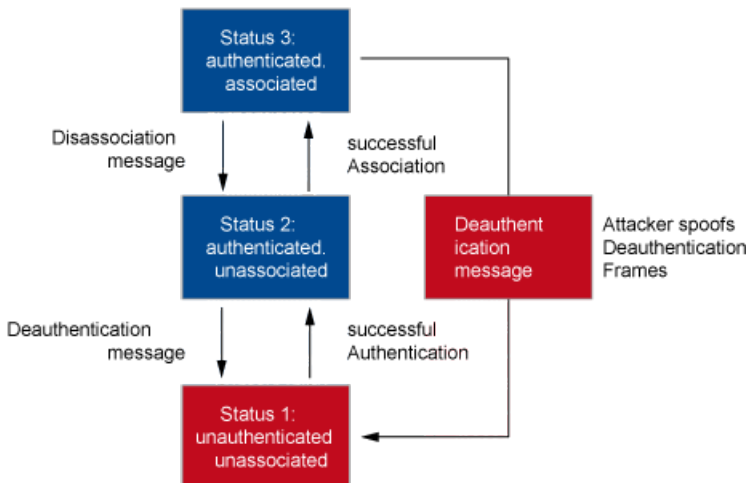 Status 3:
authenticated.
associated
Disassociation
message
successful
Association
Status 2:
authenticated.
unassociated
Deauthent
ication
message
Attacker spoofs
Deauthentication
Frames
Deauthentication
message
successful
Authentication
Status 1:
unauthenticated
unassociated